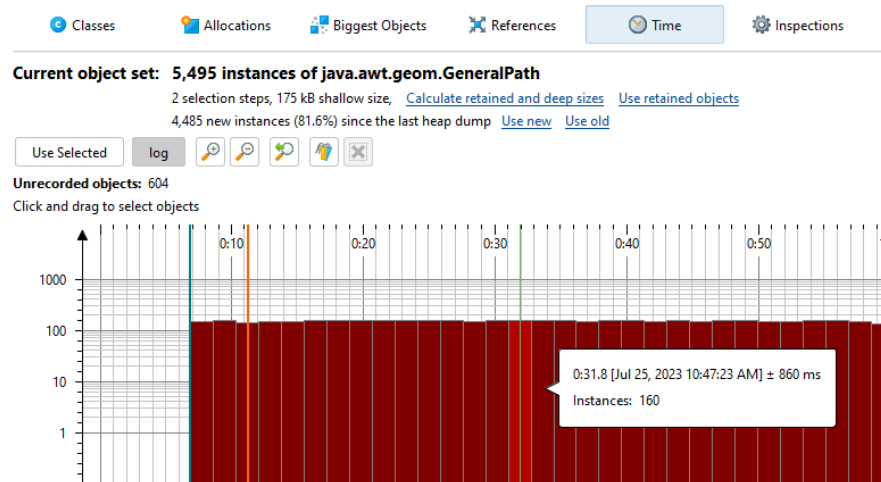 Classes Allocations Biggest Objects References Time Inspections
Current object set: 5,495 instances of java.awt.geom.GeneralPath
2 selection steps, 175 kB shallow size, Calculate retained and deep sizes Use retained objects
4,485 new instances (81.6%) since the last heap dump Use new Use old
Use Selected log
Unrecorded objects: 604
Click and drag to select objects
0:10 0:20 0:30 0:40 0:50
1000
100
10
1
0:31.8 [Jul 25, 2023 10:47:23 AM] ± 860 ms
Instances: 160